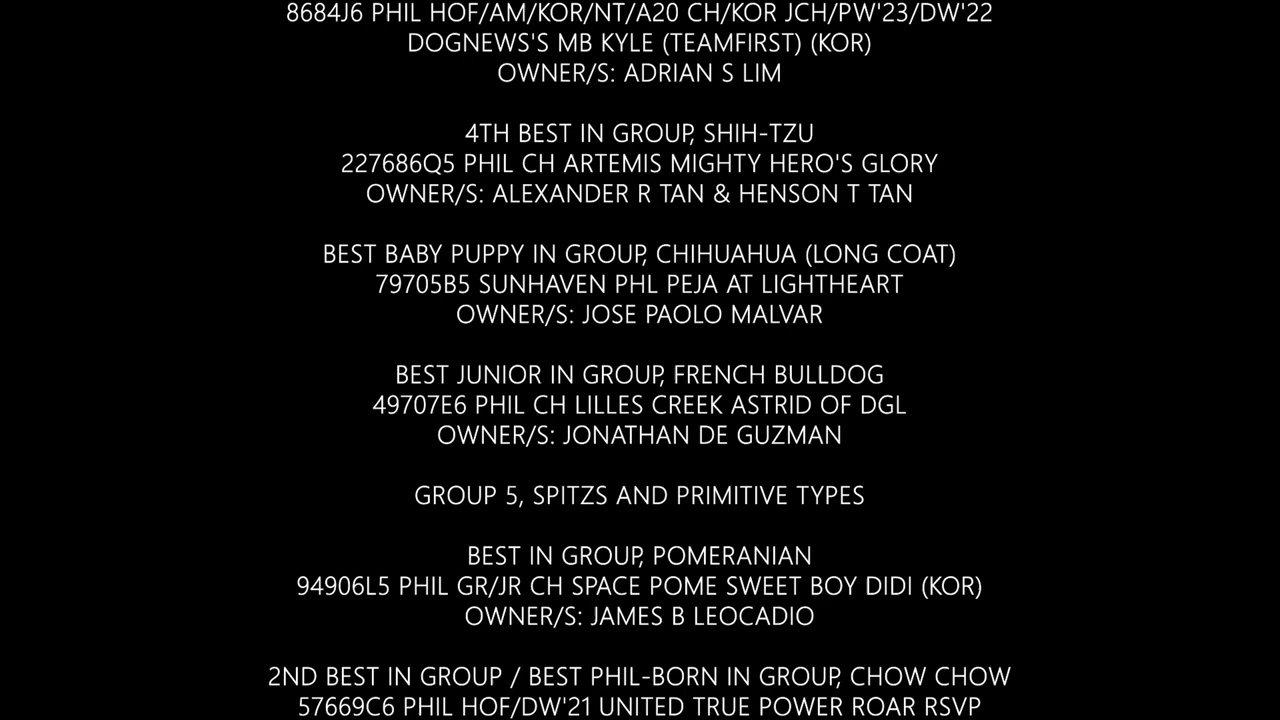 8684J6 PHIL HOF/AM/KOR/NT/A20 CH/KOR JCH/PW'23/DW'22
DOGNEWS'S MB KYLE (TEAMFIRST) (KOR)
OWNER/S: ADRIAN S LIM
4TH BEST IN GROUP, SHIH-TZU
227686Q5 PHIL CH ARTEMIS MIGHTY HERO'S GLORY
OWNER/S: ALEXANDER R TAN & HENSON T TAN
BEST BABY PUPPY IN GROUP, CHIHUAHUA (LONG COAT)
79705B5 SUNHAVEN PHL PEJA AT LIGHTHEART
OWNER/S: JOSE PAOLO MALVAR
BEST JUNIOR IN GROUP, FRENCH BULLDOG
49707E6 PHIL CH LILLES CREEK ASTRID OF DGL
OWNER/S: JONATHAN DE GUZMAN
GROUP 5, SPITZS AND PRIMITIVE TYPES
BEST IN GROUP, POMERANIAN
94906L5 PHIL GR/JR CH SPACE POME SWEET BOY DIDI (KOR)
OWNER/S: JAMES B LEOCADIO
2ND BEST IN GROUP / BEST PHIL-BORN IN GROUP, CHOW CHOW
57669C6 PHIL HOF/DW'21 UNITED TRUE POWER ROAR RSVP